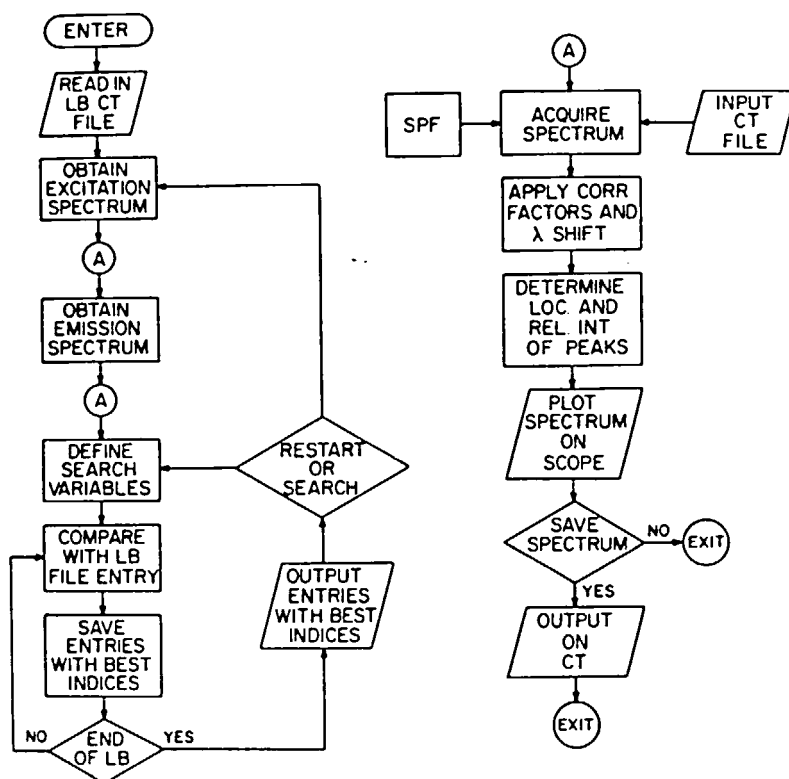 ENTER
READ IN
LB CT
FILE
OBTAIN
EXCITATION
SPECTRUM
A
OBTAIN
EMISSION
SPECTRUM
A
DEFINE
SEARCH
VARIABLES
COMPARE
WITH LB
FILE ENTRY
SAVE
ENTRIES
WITH BEST
INDICES
NO
END
OF LB
YES
OUTPUT
ENTRIES
WITH BEST
INDICES
RESTART
OR
SEARCH
A
SPF
ACQUIRE
SPECTRUM
INPUT
CT
FILE
APPLY CORR
FACTORS AND
λ SHIFT
DETERMINE
LOC. AND
REL. INT
OF PEAKS
PLOT
SPECTRUM
ON
SCOPE
SAVE
SPECTRUM
NO
EXIT
YES
OUTPUT
ON
CT
EXIT